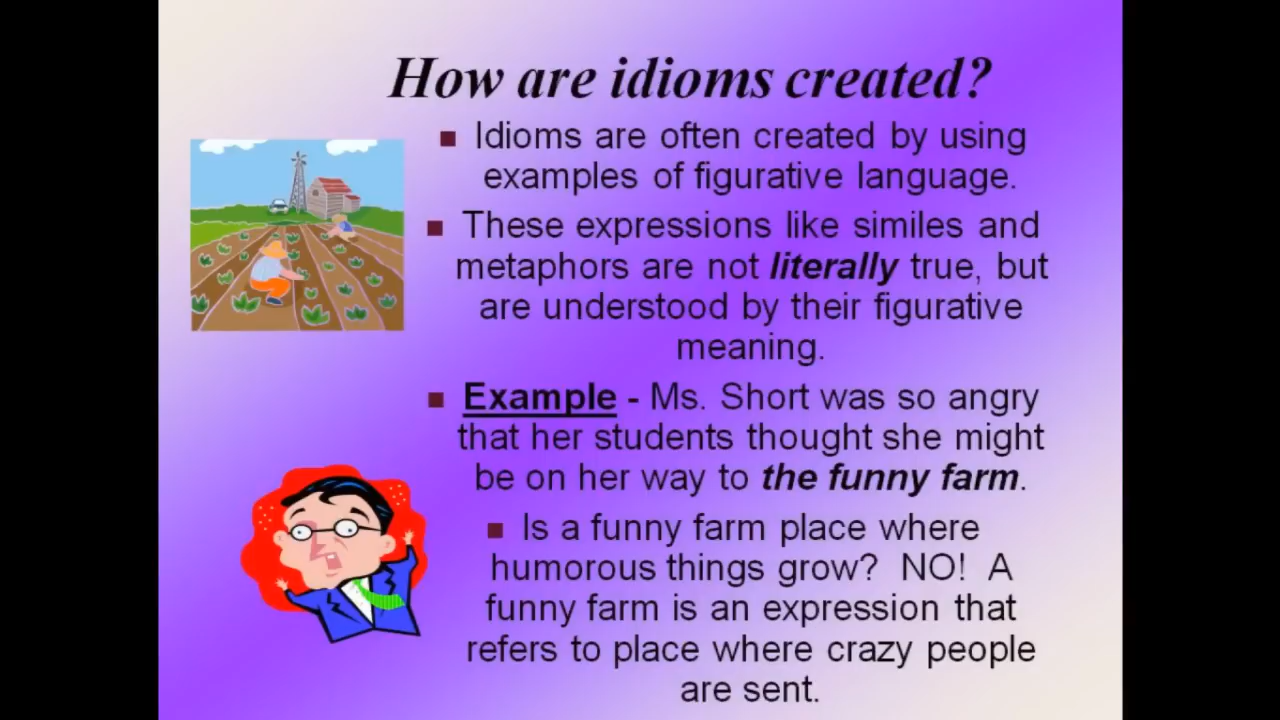 How are idioms created?
Idioms are often created by using
examples of figurative language.
These expressions like similes and
metaphors are not literally true, but
are understood by their figurative
meaning.
Example - Ms. Short was so angry
that her students thought she might
be on her way to the funny farm.
Is a funny farm place where
humorous things grow? NO! A
funny farm is an expression that
refers to place where crazy people
are sent.